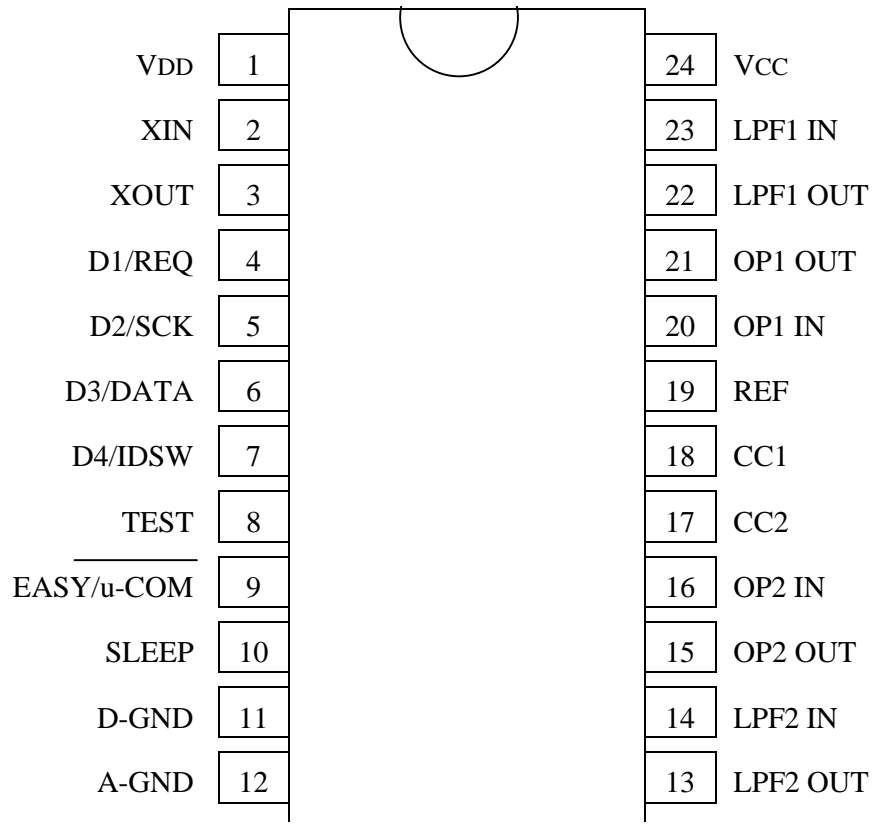 VDD 1 24 VCC
XIN 2 23 LPF1 IN
XOUT 3 22 LPF1 OUT
D1/REQ 4 21 OP1 OUT
D2/SCK 5 20 OP1 IN
D3/DATA 6 19 REF
D4/IDSW 7 18 CC1
TEST 8 17 CC2
EASY/u-COM 9 16 OP2 IN
SLEEP 10 15 OP2 OUT
D-GND 11 14 LPF2 IN
A-GND 12 13 LPF2 OUT